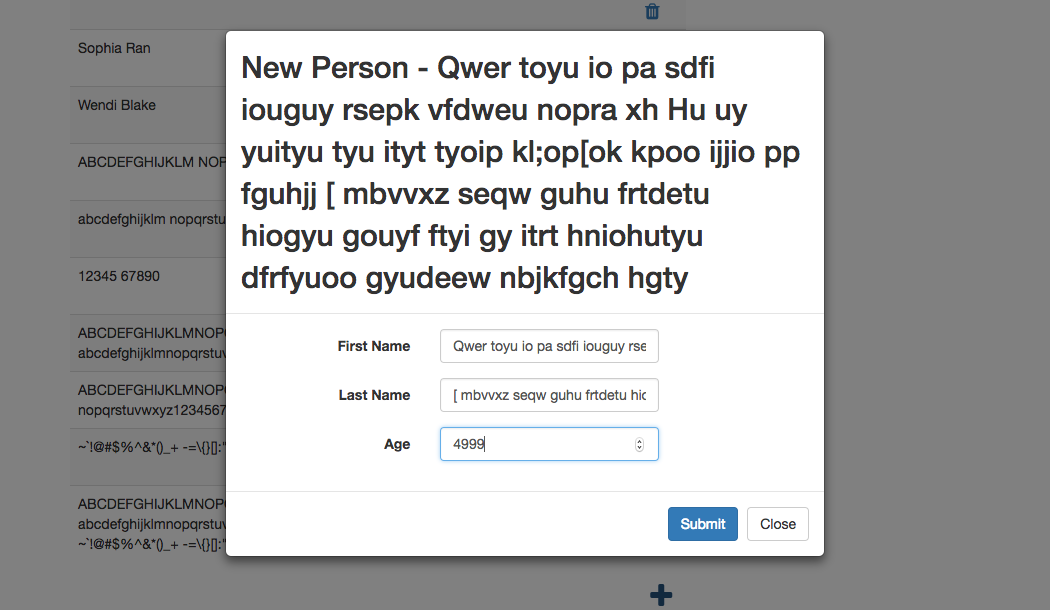 Sophia Ran
Wendi Blake
ABCDEFGHIJKLM NOP
abcdefghijklm nopqrstu
12345 67890
ABCDEFGHIJKLMNOP
abcdefghijklmnopqrstuv
ABCDEFGHIJKLMNOP
nopqrstuvwxyz1234567
~`!@#$%^&*()_+ -=\{}[]:"
ABCDEFGHIJKLMNOP
abcdefghijklmnopqrstuv
~`!@#$%^&*()_+ -=\{}[]:"
New Person - Qwer toyu io pa sdfi
iouguy rsepk vfdweu nopra xh Hu uy
yuityu tyu ityt tyoip kl;op[ok kpoo ijjio pp
fguhjj [ mbvvxz seqw guhu frtdetu
hiogyu gouyf ftyi gy itrt hniohutyu
dfrfyuoo gyudeew nbjkfgch hgty
First Name Qwer toyu io pa sdfi iouguy rse
Last Name [ mbvvxz seqw guhu frtdetu hio
Age 4999
Submit Close